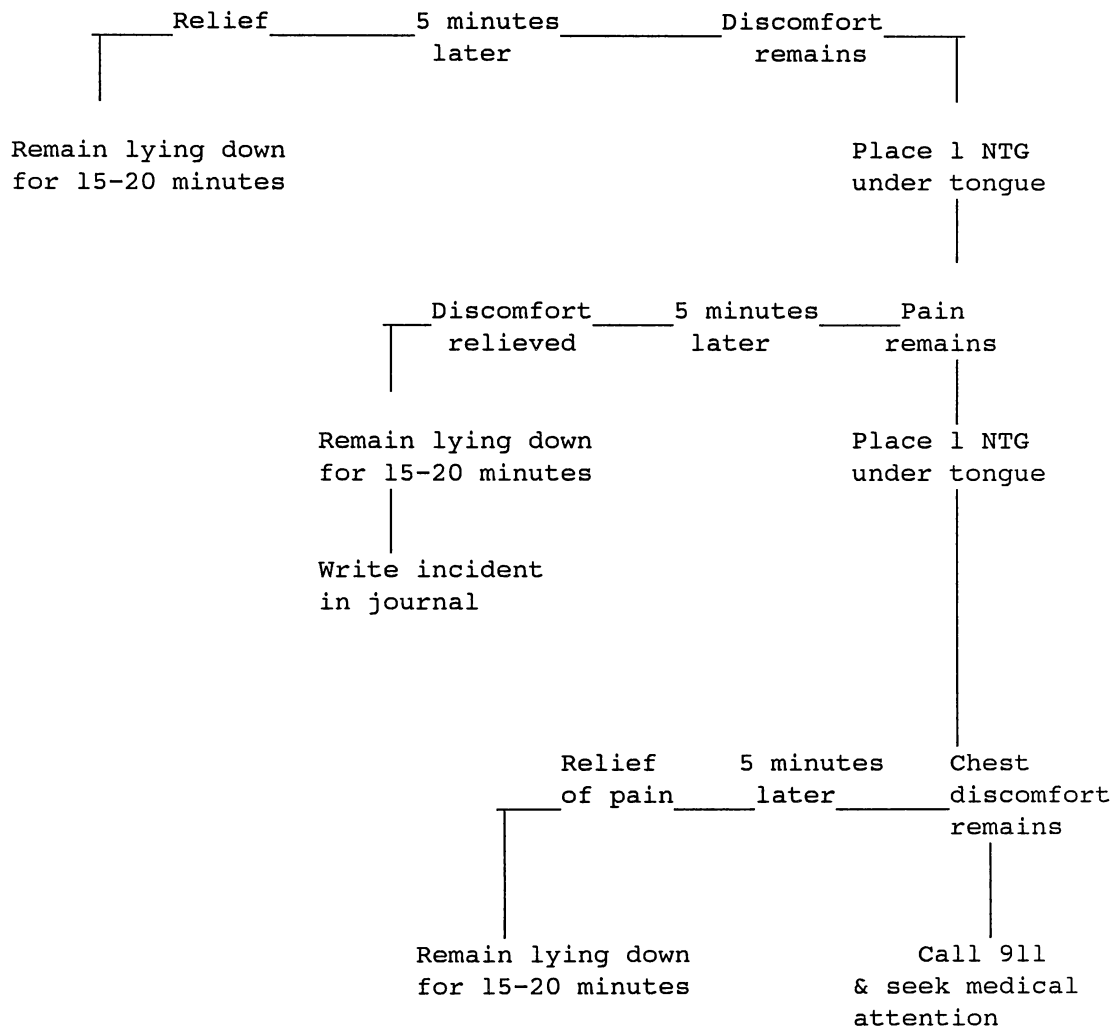 Relief 5 minutes later Discomfort remains
Remain lying down
for 15-20 minutes
Place 1 NTG
under tongue
Discomfort relieved 5 minutes later Pain remains
Remain lying down
for 15-20 minutes
Place 1 NTG
under tongue
Write incident
in journal
Relief of pain 5 minutes later Chest discomfort remains
Remain lying down
for 15-20 minutes
Call 911
& seek medical
attention